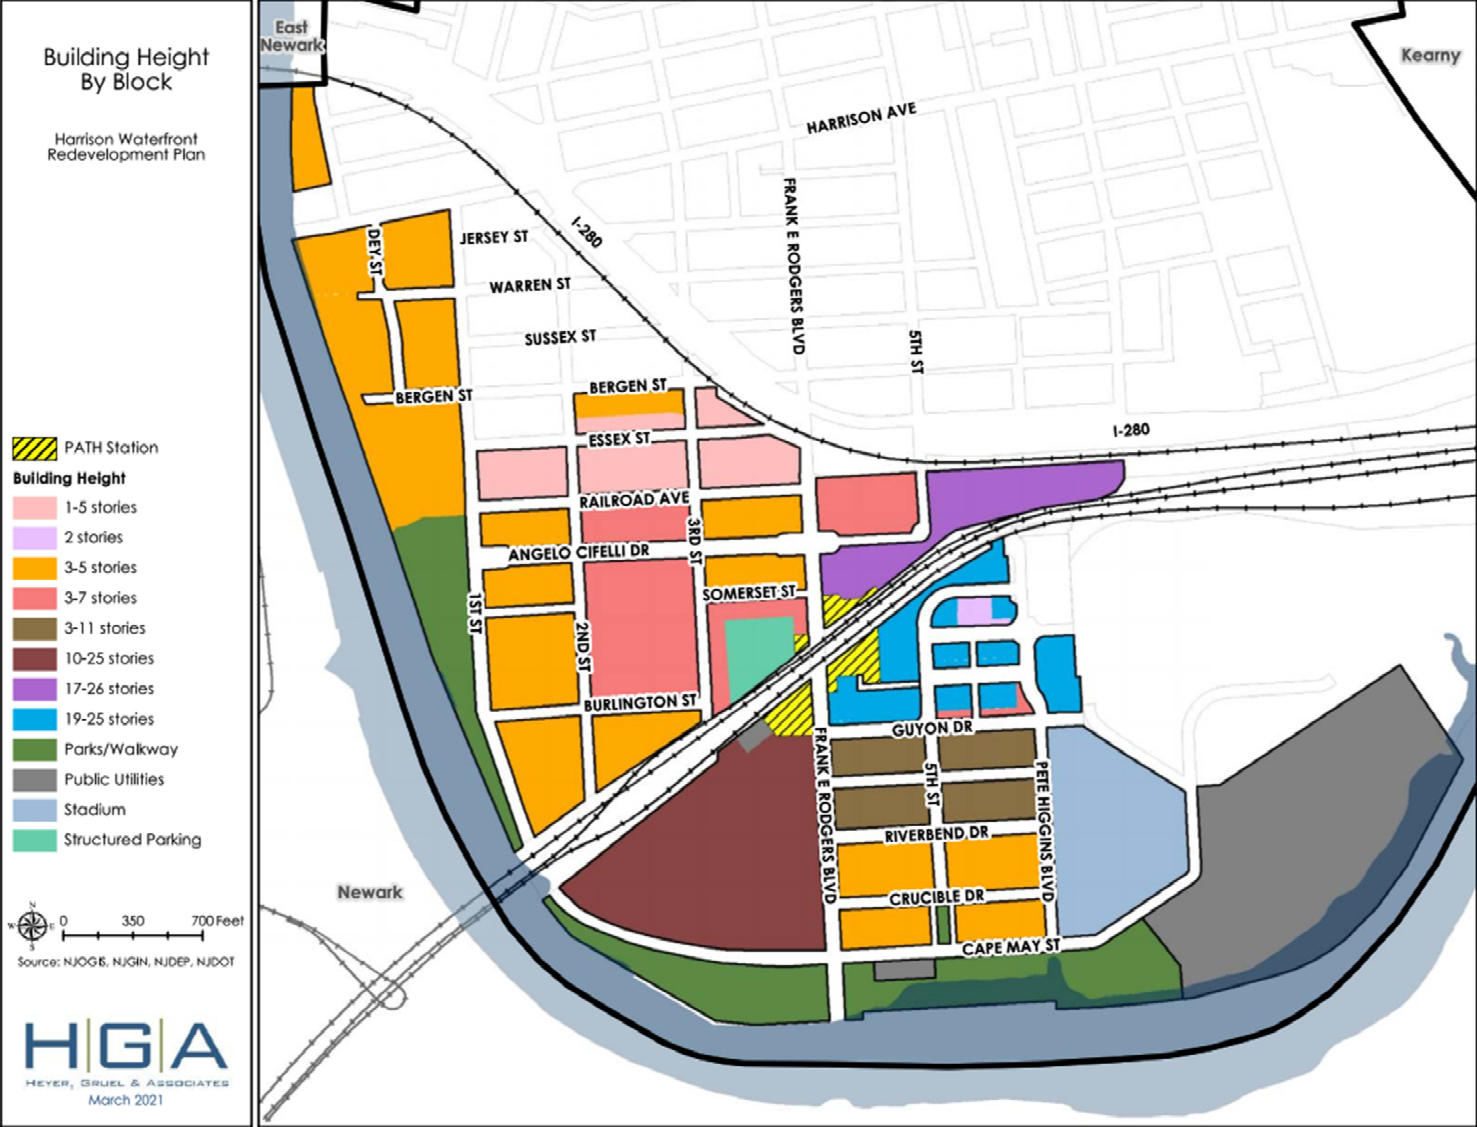 Building Height
By Block
Harrison Waterfront
Redevelopment Plan
PATH Station
Building Height
1-5 stories
2 stories
3-5 stories
3-7 stories
3-11 stories
10-25 stories
17-26 stories
19-25 stories
Parks/Walkway
Public Utilities
Stadium
Structured Parking
N
W E
S
0 350 700 Feet
Source: NJOGIS, NJGIN, NJDEP, NJDOT
H|G|A
HEYER, GRUEL & ASSOCIATES
March 2021
East
Newark
Kearny
HARRISON AVE
FRANK E RODGERS BLVD
I-280
DEY ST
JERSEY ST
WARREN ST
SUSSEX ST
5TH ST
BERGEN ST
BERGEN ST
ESSEX ST
I-280
RAILROAD AVE
3RD ST
ANGELO CIFELLI DR
SOMERSET ST
1ST ST
2ND ST
BURLINGTON ST
GUYON DR
FRANK E RODGERS BLVD
5TH ST
PETE HIGGINS BLVD
RIVERBEND DR
CRUCIBLE DR
CAPE MAY ST
Newark